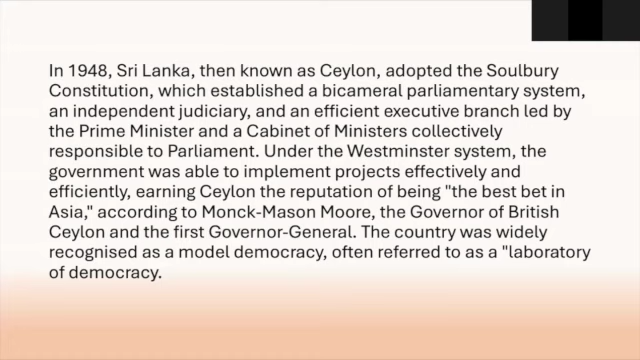 In 1948, Sri Lanka, then known as Ceylon, adopted the Soulbury
Constitution, which established a bicameral parliamentary system,
an independent judiciary, and an efficient executive branch led by
the Prime Minister and a Cabinet of Ministers collectively
responsible to Parliament. Under the Westminster system, the
government was able to implement projects effectively and
efficiently, earning Ceylon the reputation of being "the best bet in
Asia," according to Monck-Mason Moore, the Governor of British
Ceylon and the first Governor-General. The country was widely
recognised as a model democracy, often referred to as a "laboratory
of democracy.